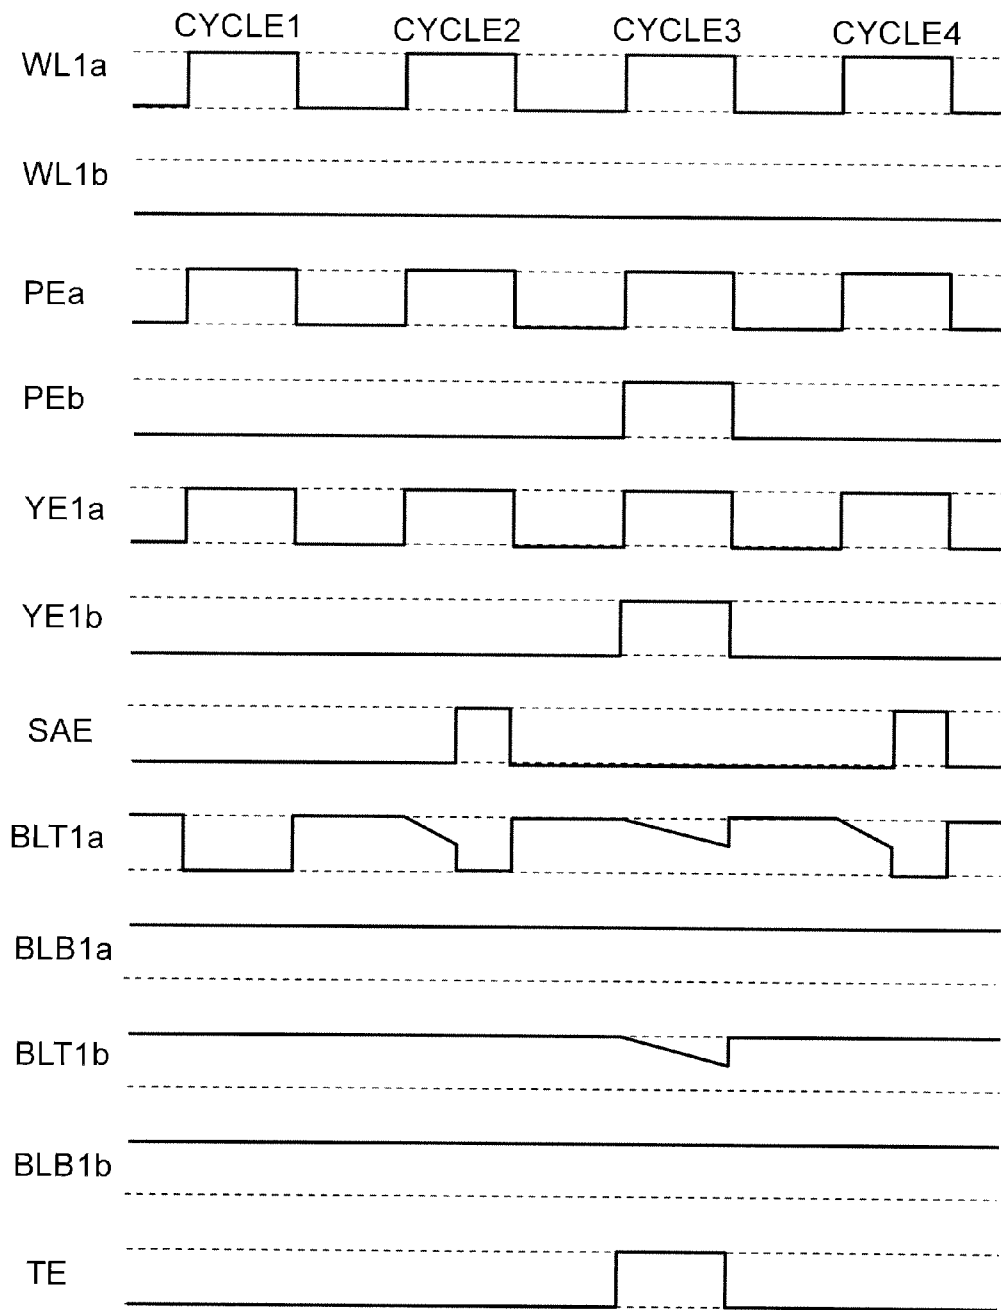 CYCLE1 CYCLE2 CYCLE3 CYCLE4
WL1a
WL1b
PEa
PEb
YE1a
YE1b
SAE
BLT1a
BLB1a
BLT1b
BLB1b
TE